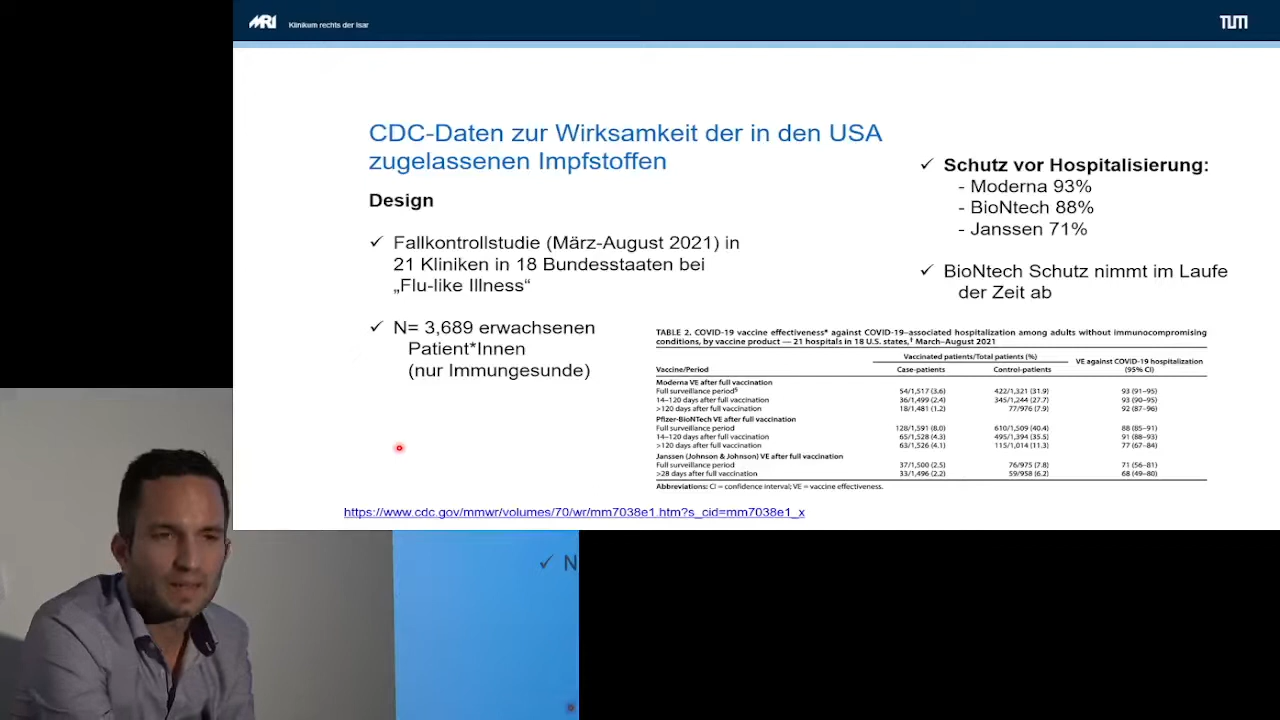 MRI Klinikum rechts der Isar
TUM
CDC-Daten zur Wirksamkeit der in den USA
zugelassenen Impfstoffen
Design
✓ Fallkontrollstudie (März-August 2021) in
21 Kliniken in 18 Bundesstaaten bei
„Flu-like Illness“
✓ N= 3,689 erwachsenen
Patient*Innen
(nur Immungesunde)
✓ Schutz vor Hospitalisierung:
- Moderna 93%
- BioNtech 88%
- Janssen 71%
✓ BioNtech Schutz nimmt im Laufe
der Zeit ab
TABLE 2. COVID-19 vaccine effectiveness* against COVID-19–associated hospitalization among adults without immunocompromising
conditions, by vaccine product — 21 hospitals in 18 U.S. states,† March–August 2021
Vaccinated patients/Total patients (%)
VE against COVID-19 hospitalization
(95% CI)
Vaccine/Period Case-patients Control-patients
Moderna VE after full vaccination
Full surveillance period§ 54/1,517 (3.6) 422/1,321 (31.9) 93 (91–95)
14–120 days after full vaccination 36/1,499 (2.4) 345/1,244 (27.7) 93 (90–95)
>120 days after full vaccination 18/1,481 (1.2) 77/976 (7.9) 92 (87–96)
Pfizer-BioNTech VE after full vaccination
Full surveillance period 128/1,591 (8.0) 610/1,509 (40.4) 88 (85–91)
14–120 days after full vaccination 65/1,528 (4.3) 495/1,394 (35.5) 91 (88–93)
>120 days after full vaccination 63/1,526 (4.1) 115/1,014 (11.3) 77 (67–84)
Janssen (Johnson & Johnson) VE after full vaccination
Full surveillance period 37/1,500 (2.5) 76/975 (7.8) 71 (56–81)
>28 days after full vaccination 33/1,496 (2.2) 59/958 (6.2) 68 (49–80)
Abbreviations: CI = confidence interval; VE = vaccine effectiveness.
https://www.cdc.gov/mmwr/volumes/70/wr/mm7038e1.htm?s_cid=mm7038e1_x
✓ N